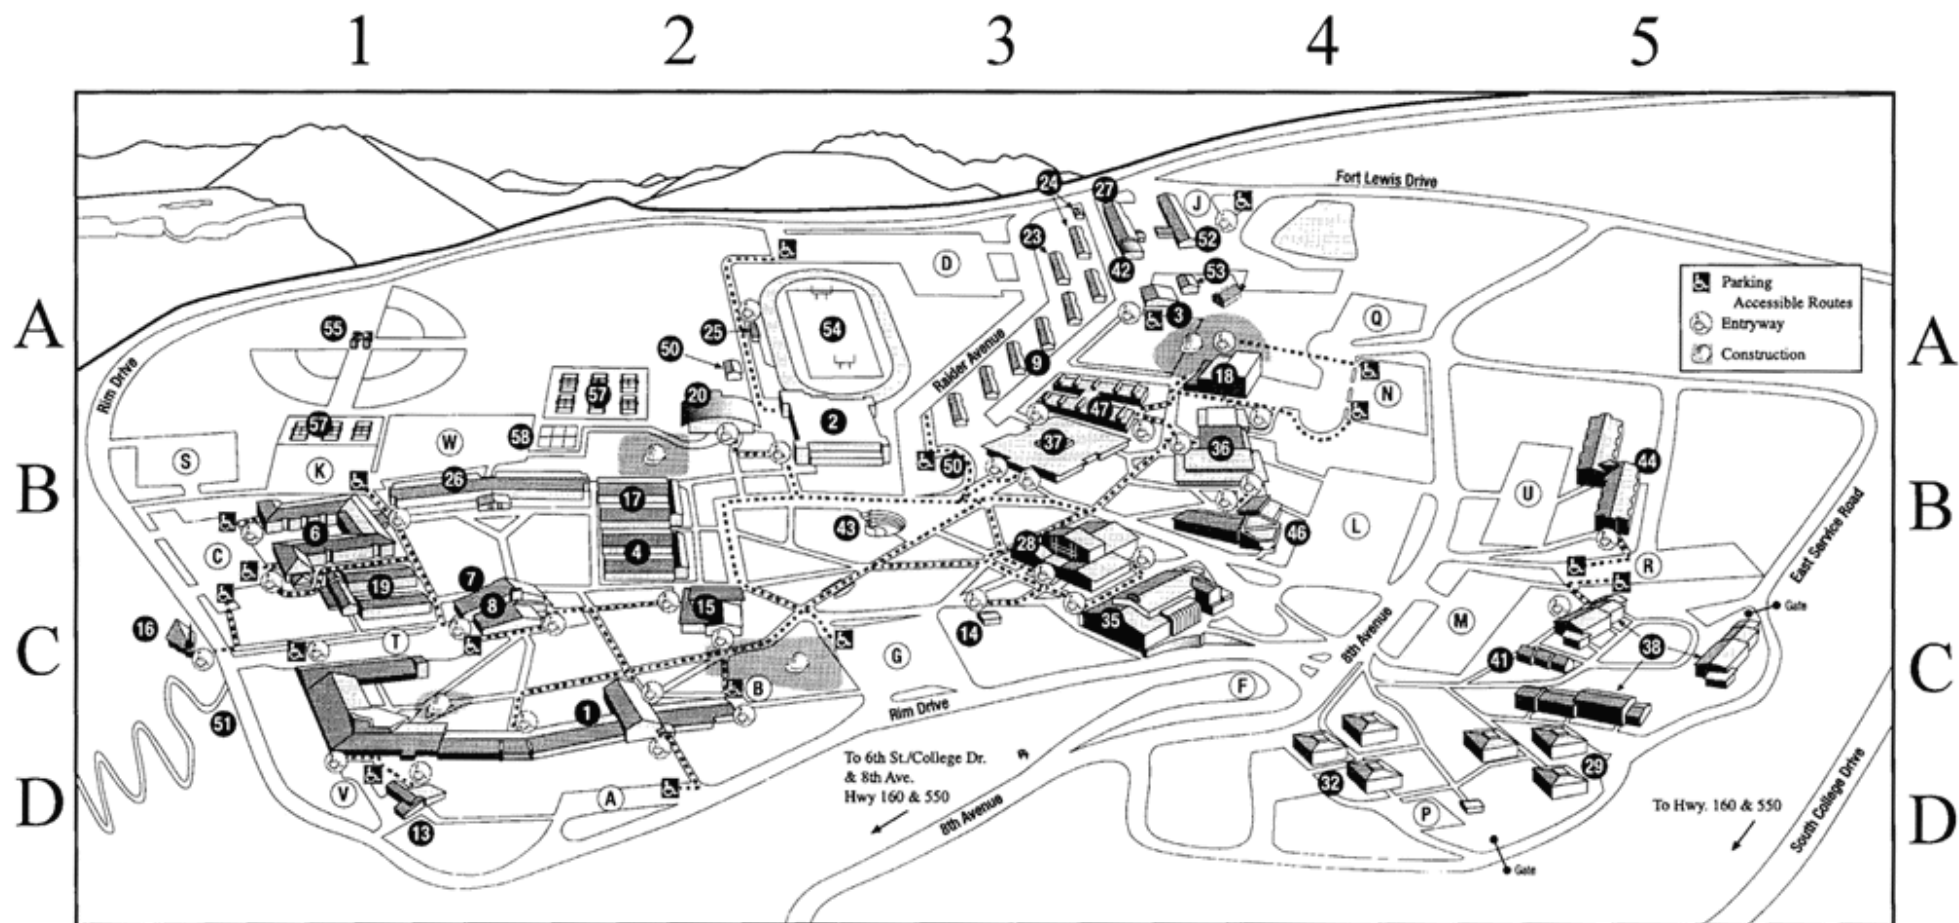 1 2 3 4 5
Fort Lewis Drive
24
27
J
52
23
42
53
D
Parking
Accessible Routes
Entryway
Construction
A
A
55
25
54
3
Q
50
Raider Avenue
9
18
N
Rim Drive
57
20
47
57
W
58
2
37
36
S
K
50
44
B
B
26
17
43
46
L
U
6
4
28
East Service Road
C
19
7
8
15
R
16
T
14
35
M
Gate
C
C
G
8th Avenue
41
38
51
1
B
Rim Drive
F
To 6th St./College Dr.
& 8th Ave.
Hwy 160 & 550
32
29
D
D
V
13
A
8th Avenue
P
To Hwy. 160 & 550
South College Drive
Gate